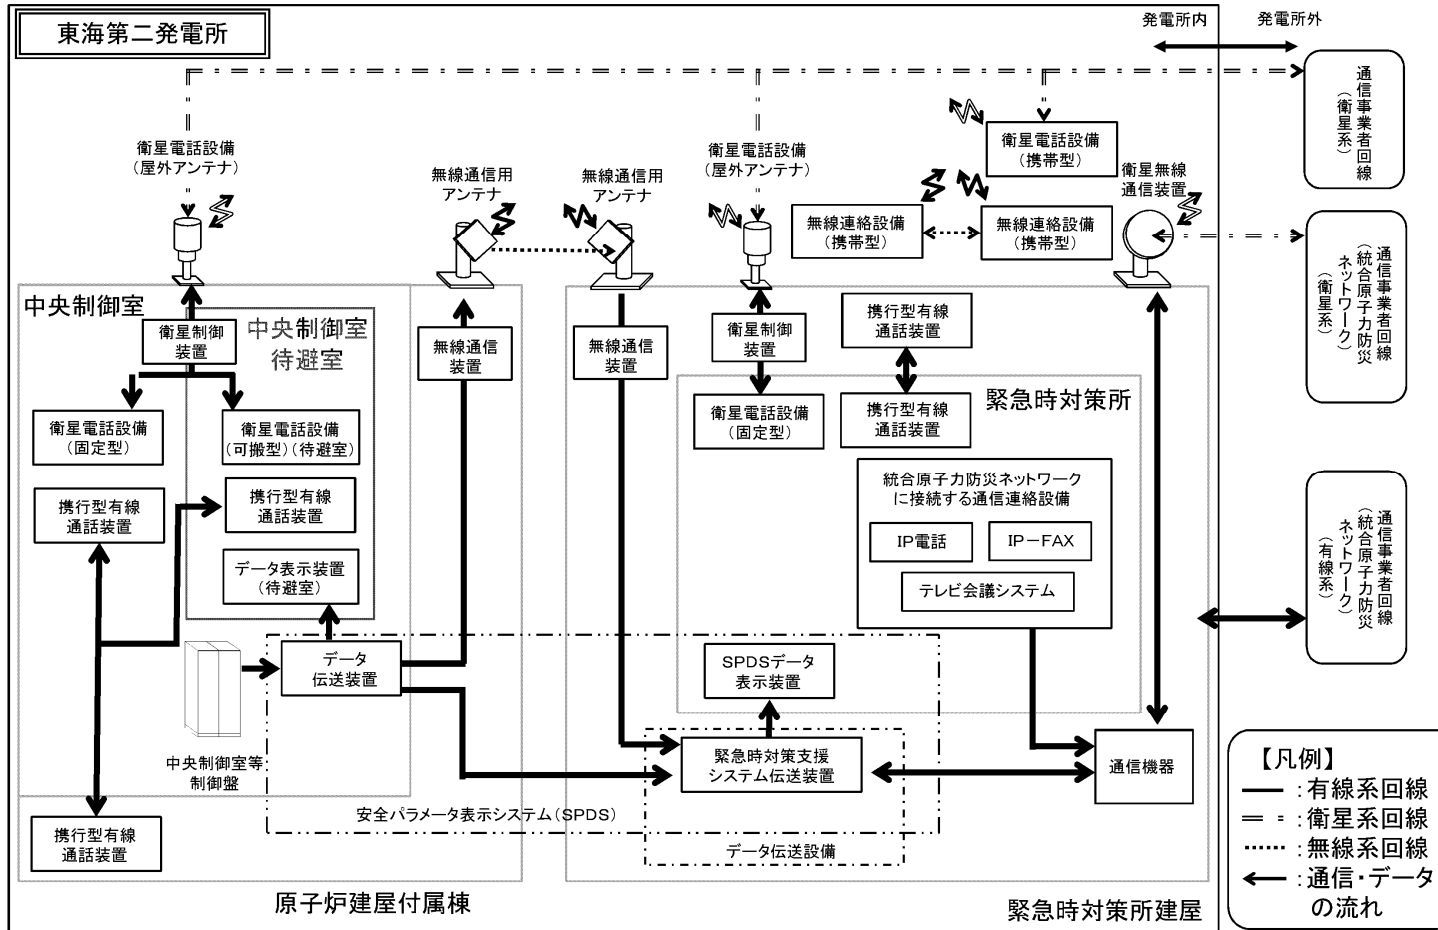 東海第二発電所
発電所内
発電所外
通信事業者回線
(衛星系)
衛星電話設備
(屋外アンテナ)
無線通信用
アンテナ
無線通信用
アンテナ
衛星電話設備
(屋外アンテナ)
衛星電話設備
(携帯型)
無線連絡設備
(携帯型)
無線連絡設備
(携帯型)
衛星無線
通信装置
通信事業者回線
(統合原子力防災
ネットワーク)
(衛星系)
中央制御室
衛星制御
装置
中央制御室
待避室
無線通信
装置
無線通信
装置
衛星制御
装置
携行型有線
通話装置
緊急時対策所
衛星電話設備
(固定型)
衛星電話設備
(可搬型)(待避室)
衛星電話設備
(固定型)
携行型有線
通話装置
携行型有線
通話装置
携行型有線
通話装置
データ表示装置
(待避室)
統合原子力防災ネットワーク
に接続する通信連絡設備
IP電話
IP-FAX
テレビ会議システム
通信事業者回線
(統合原子力防災
ネットワーク)
(有線系)
データ
伝送装置
SPDSデータ
表示装置
中央制御室等
制御盤
緊急時対策支援
システム伝送装置
通信機器
安全パラメータ表示システム(SPDS)
データ伝送設備
携行型有線
通話装置
原子炉建屋付属棟
緊急時対策所建屋
【凡例】
:有線系回線
:衛星系回線
:無線系回線
:通信・データ
の流れ